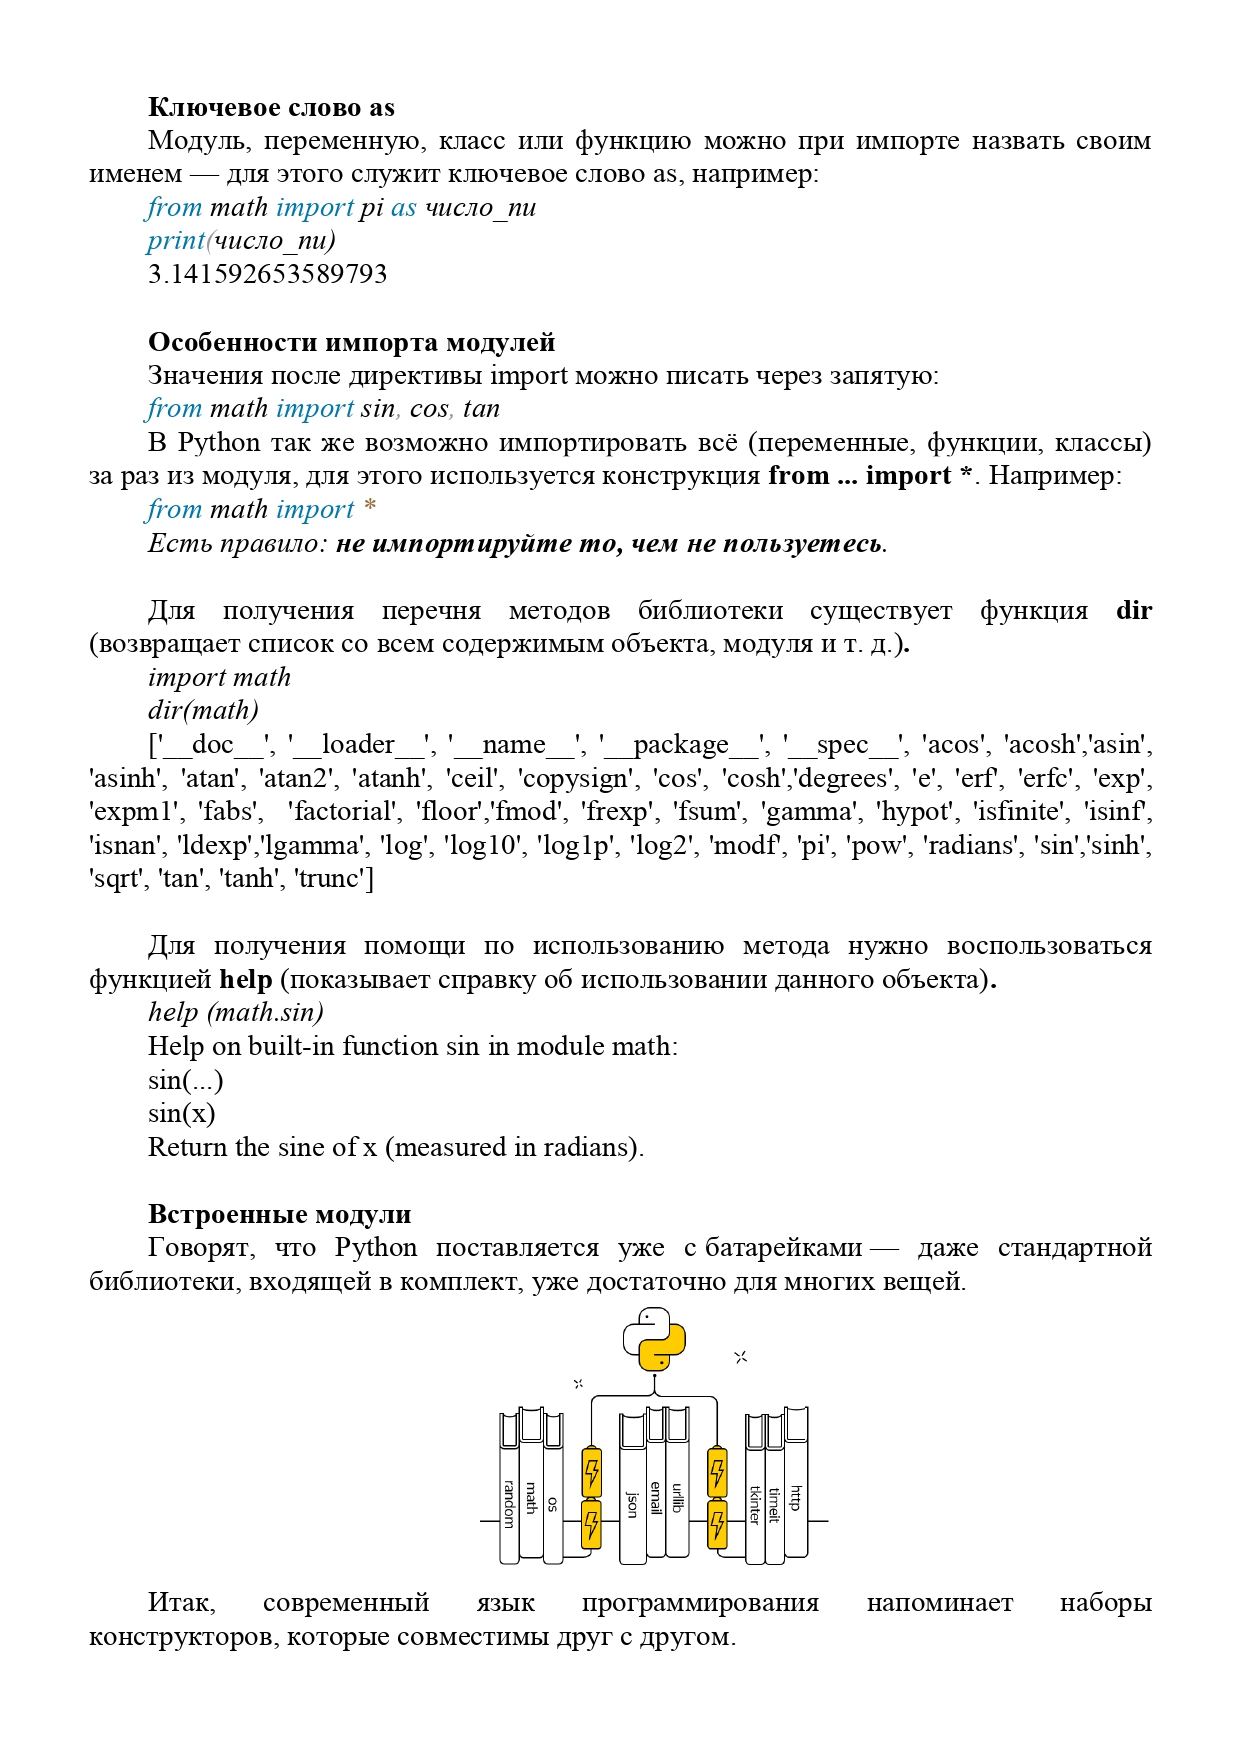 Ключевое слово as
Модуль, переменную, класс или функцию можно при импорте назвать своим
именем — для этого служит ключевое слово as, например:
from math import pi as число_пи
print(число_пи)
3.141592653589793
Особенности импорта модулей
Значения после директивы import можно писать через запятую:
from math import sin, cos, tan
В Python так же возможно импортировать всё (переменные, функции, классы)
за раз из модуля, для этого используется конструкция from ... import *. Например:
from math import *
Есть правило: не импортируйте то, чем не пользуетесь.
Для получения перечня методов библиотеки существует функция dir
(возвращает список со всем содержимым объекта, модуля и т. д.).
import math
dir(math)
['__doc__', '__loader__', '__name__', '__package__', '__spec__', 'acos', 'acosh','asin',
'asinh', 'atan', 'atan2', 'atanh', 'ceil', 'copysign', 'cos', 'cosh','degrees', 'e', 'erf', 'erfc', 'exp',
'expm1', 'fabs', 'factorial', 'floor','fmod', 'frexp', 'fsum', 'gamma', 'hypot', 'isfinite', 'isinf',
'isnan', 'ldexp','lgamma', 'log', 'log10', 'log1p', 'log2', 'modf', 'pi', 'pow', 'radians', 'sin','sinh',
'sqrt', 'tan', 'tanh', 'trunc']
Для получения помощи по использованию метода нужно воспользоваться
функцией help (показывает справку об использовании данного объекта).
help (math.sin)
Help on built-in function sin in module math:
sin(...)
sin(x)
Return the sine of x (measured in radians).
Встроенные модули
Говорят, что Python поставляется уже с батарейками — даже стандартной
библиотеки, входящей в комплект, уже достаточно для многих вещей.
random
math
os
json
email
urllib
tkinter
timeit
http
Итак, современный язык программирования напоминает наборы
конструкторов, которые совместимы друг с другом.